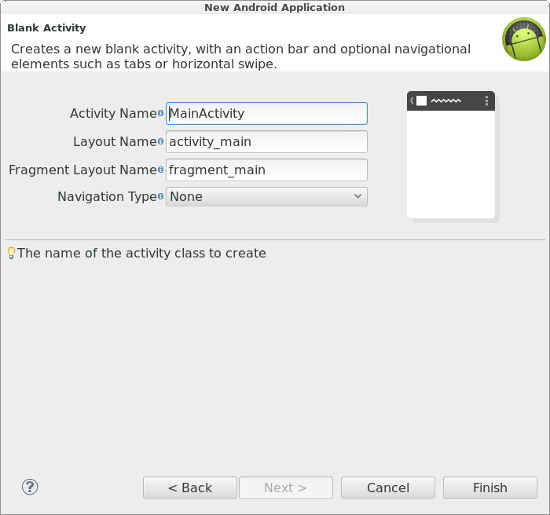 New Android Application
Blank Activity
Creates a new blank activity, with an action bar and optional navigational
elements such as tabs or horizontal swipe.
Activity Name MainActivity
Layout Name activity_main
Fragment Layout Name fragment_main
Navigation Type None
The name of the activity class to create
? < Back Next > Cancel Finish